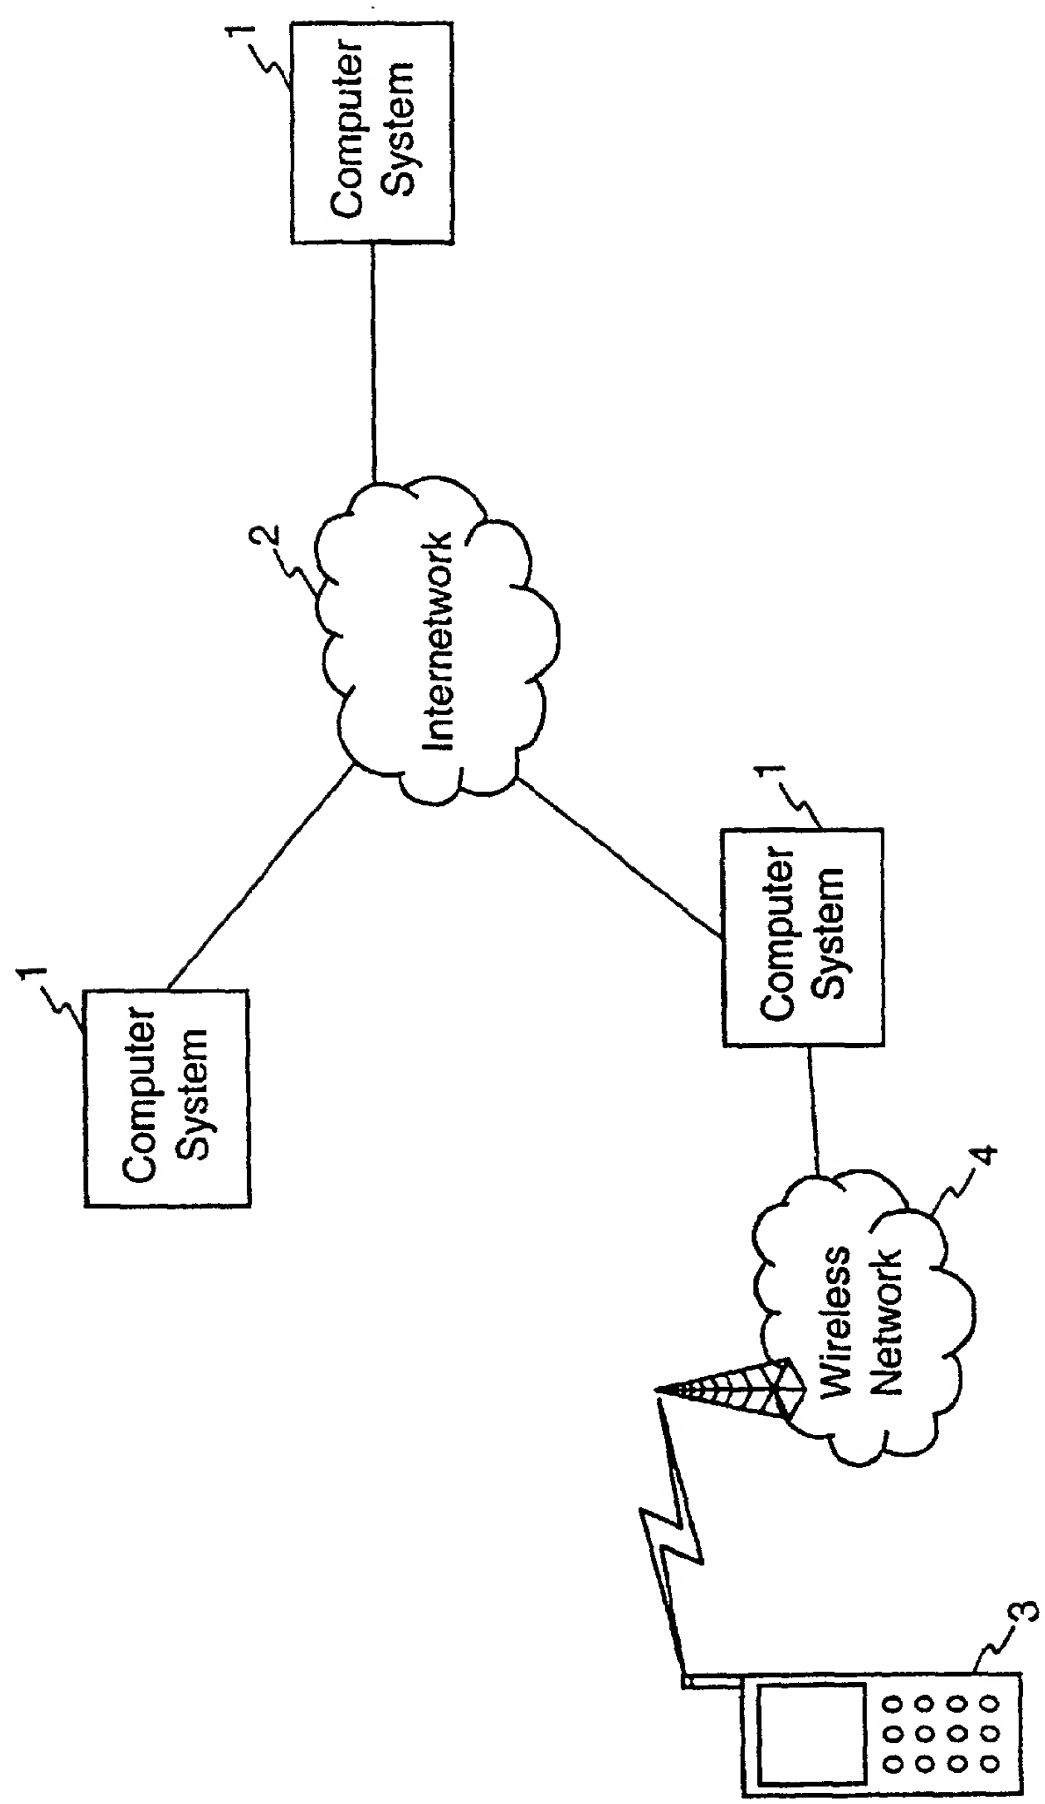 1
Computer
System
1
Computer
System
2
Internetwork
1
Computer
System
4
Wireless
Network
3